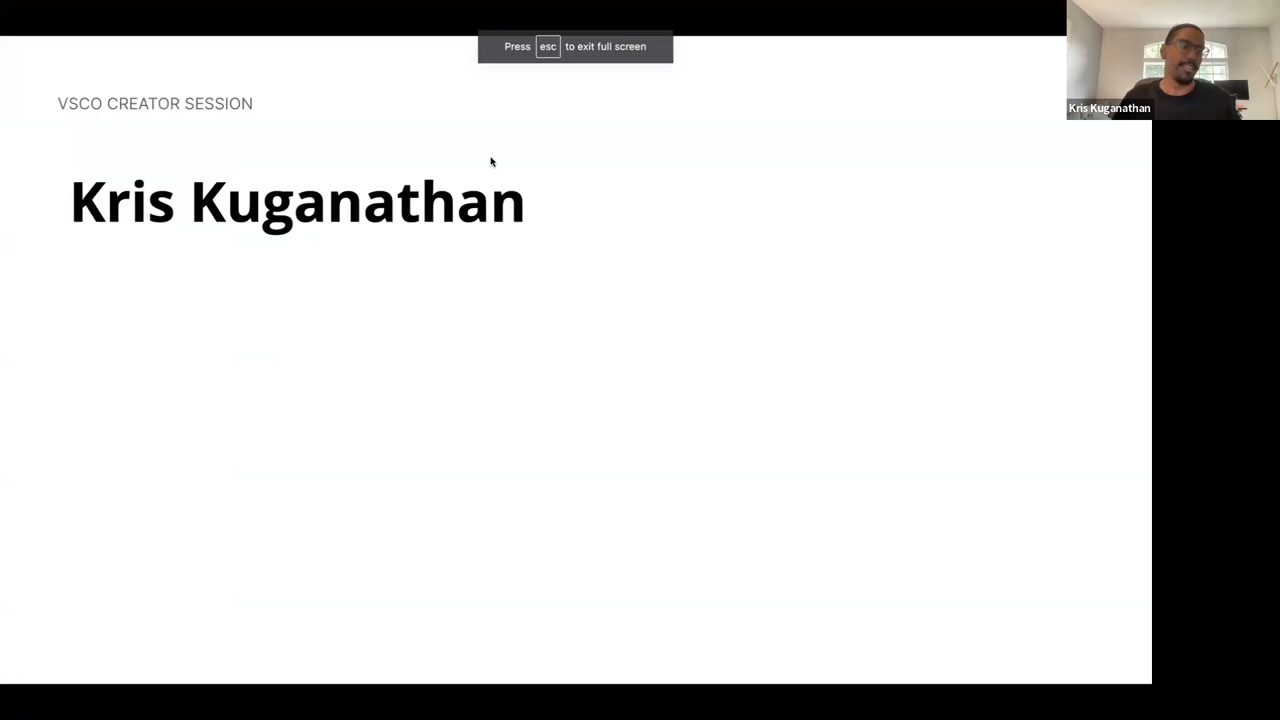 Press esc to exit full screen
VSCO CREATOR SESSION
Kris Kuganathan
Kris Kuganathan